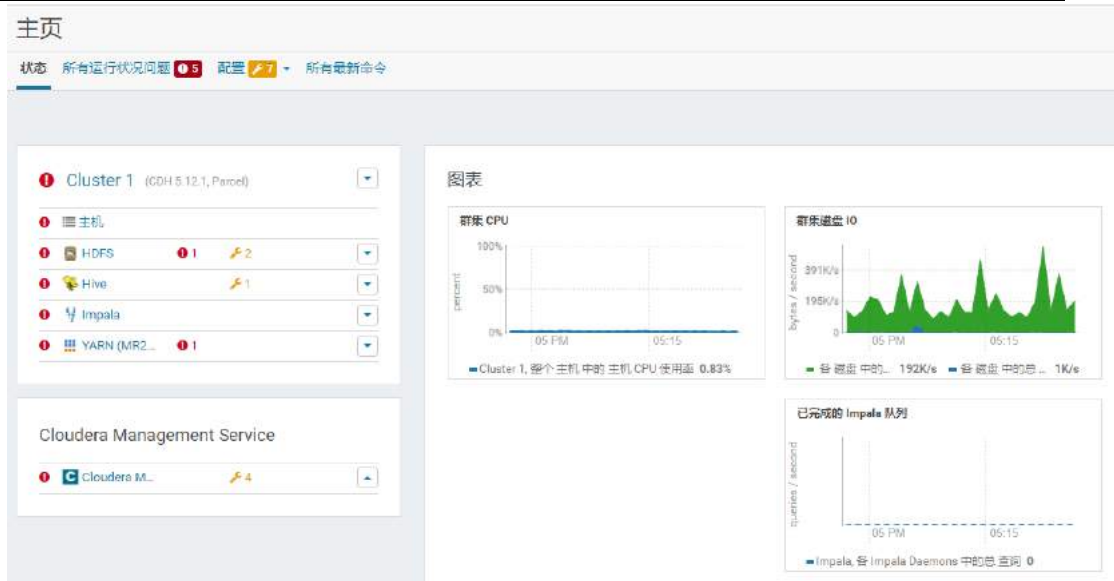 主页
状态 所有运行状况问题 5 配置 7 所有最新命令
Cluster 1 (CDH 5.12.1, Parcel)
主机
HDFS 1 2
Hive 1
Impala
YARN (MR2... 1
Cloudera Management Service
Cloudera M... 4
图表
群集 CPU
percent
100%
50%
0%
05 PM 05:15
Cluster 1, 整个 主机 中的 主机 CPU 使用率 0.83%
群集磁盘 IO
bytes / second
391K/s
195K/s
0
05 PM 05:15
各 磁盘 中的... 192K/s 各 磁盘 中的总 ... 1K/s
已完成的 Impala 队列
queries / second
05 PM 05:15
Impala, 各 Impala Daemons 中的总 查询 0